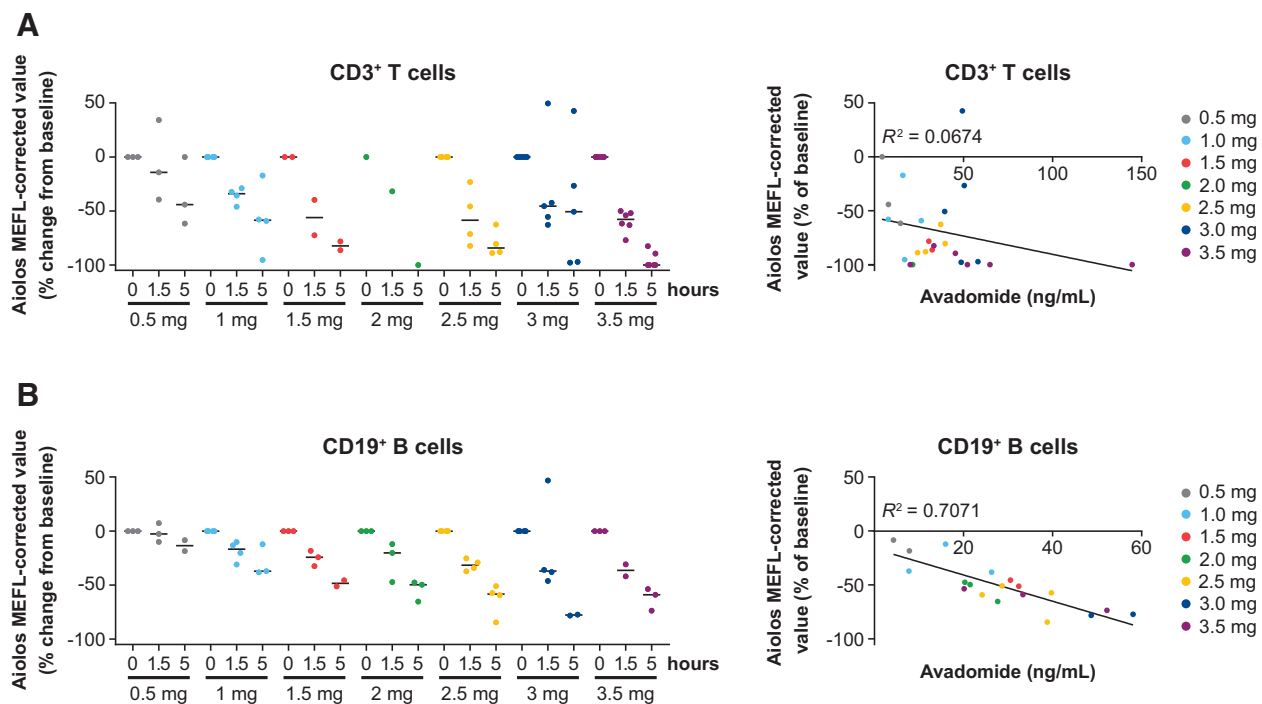 A
CD3⁺ T cells
Aiolos MEFL-corrected value
(% change from baseline)
50
0
-50
-100
0 1.5 5 0 1.5 5 0 1.5 5 0 1.5 5 0 1.5 5 0 1.5 5 0 1.5 5 hours
0.5 mg 1 mg 1.5 mg 2 mg 2.5 mg 3 mg 3.5 mg
CD3⁺ T cells
Aiolos MEFL-corrected
value (% of baseline)
50
0
-50
-100
R² = 0.0674
50 100 150
Avadomide (ng/mL)
0.5 mg
1.0 mg
1.5 mg
2.0 mg
2.5 mg
3.0 mg
3.5 mg
B
CD19⁺ B cells
Aiolos MEFL-corrected value
(% change from baseline)
50
0
-50
-100
0 1.5 5 0 1.5 5 0 1.5 5 0 1.5 5 0 1.5 5 0 1.5 5 0 1.5 5 hours
0.5 mg 1 mg 1.5 mg 2 mg 2.5 mg 3 mg 3.5 mg
CD19⁺ B cells
Aiolos MEFL-corrected
value (% of baseline)
50
0
-50
-100
R² = 0.7071
20 40 60
Avadomide (ng/mL)
0.5 mg
1.0 mg
1.5 mg
2.0 mg
2.5 mg
3.0 mg
3.5 mg